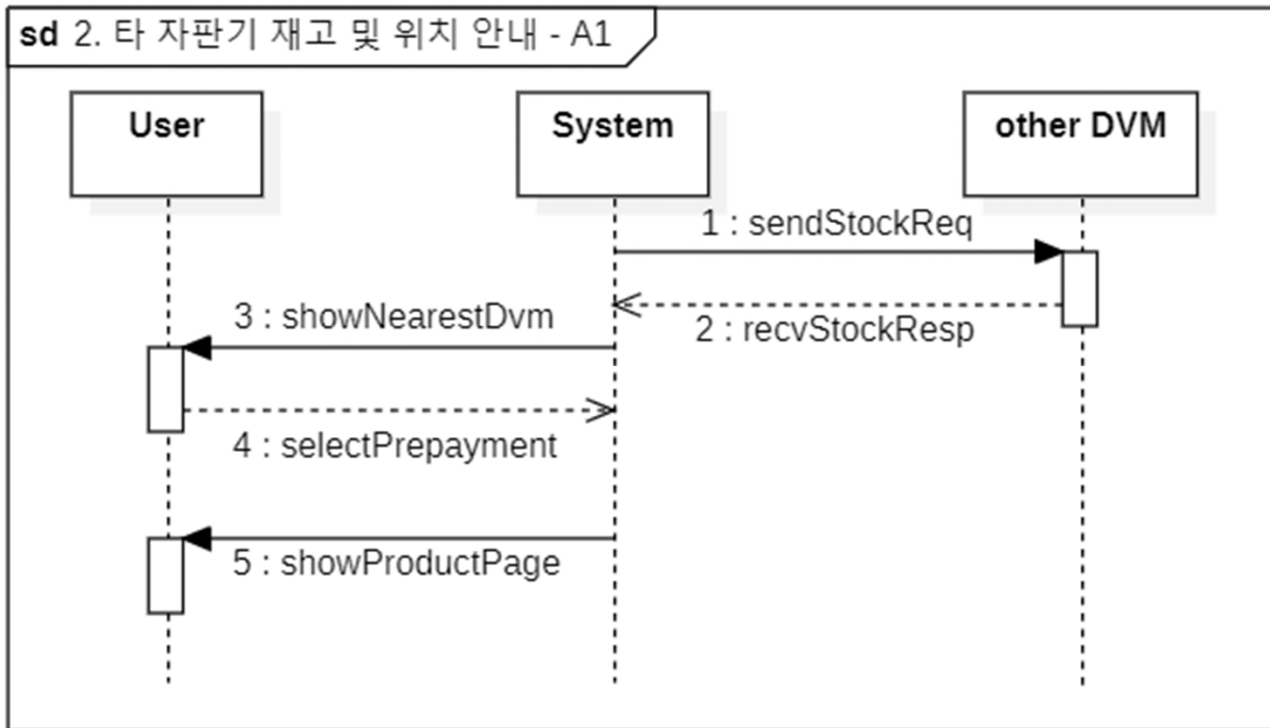 sd 2. 타 자판기 재고 및 위치 안내 - A1
User
System
other DVM
1 : sendStockReq
2 : recvStockResp
3 : showNearestDvm
4 : selectPrepayment
5 : showProductPage